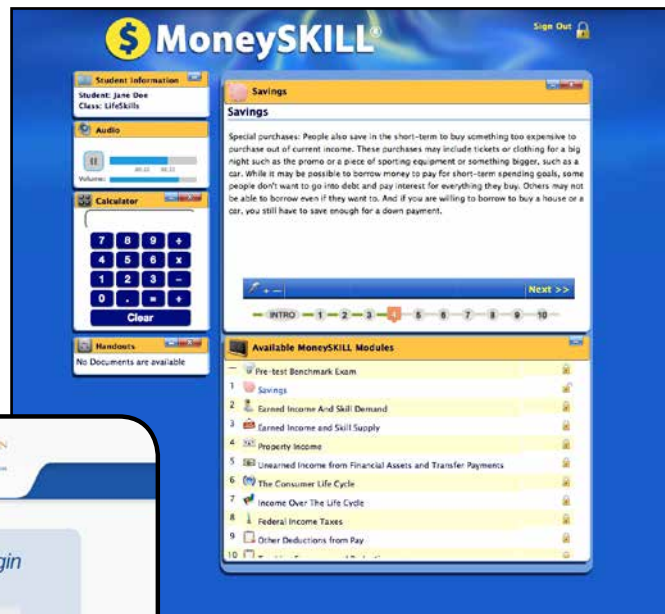 $ MoneySKILL®
Sign Out
Student Information
Student: Jane Doe
Class: LifeSkills
Audio
Volume:
Calculator
7 8 9 ÷
4 5 6 x
1 2 3 −
0 . = +
Clear
Handouts
No Documents are available
Savings
Savings
Special purchases: People also save in the short-term to buy something too expensive to
purchase out of current income. These purchases may include tickets or clothing for a big
night such as the promo or a piece of sporting equipment or something bigger, such as a
car. While it may be possible to borrow money to pay for short-term spending goals, some
people don't want to go into debt and pay interest for everything they buy. Others may not
be able to borrow even if they want to. And if you are willing to borrow to buy a house or a
car, you still have to save enough for a down payment.
+ −
Next >>
INTRO 1 2 3 4 5 6 7 8 9 10
Available MoneySKILL Modules
Pre-test Benchmark Exam
1 Savings
2 Earned Income And Skill Demand
3 Earned Income and Skill Supply
4 Property Income
5 Unearned Income from Financial Assets and Transfer Payments
6 The Consumer Life Cycle
7 Income Over The Life Cycle
8 Federal Income Taxes
9 Other Deductions from Pay
10